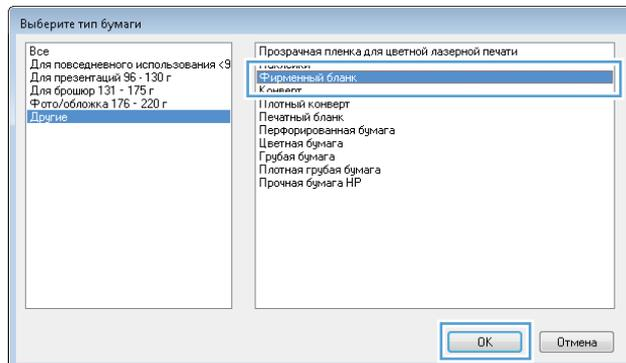 Выберите тип бумаги
Все
Для повседневного использования <9
Для презентаций 96 - 130 г
Для брошюр 131 - 175 г
Фото/обложка 176 - 220 г
Другие
Прозрачная пленка для цветной лазерной печати
Наклейки
Фирменный бланк
Конверт
Плотный конверт
Печатный бланк
Перфорированная бумага
Цветная бумага
Грубая бумага
Плотная грубая бумага
Прочная бумага HP
OK
Отмена